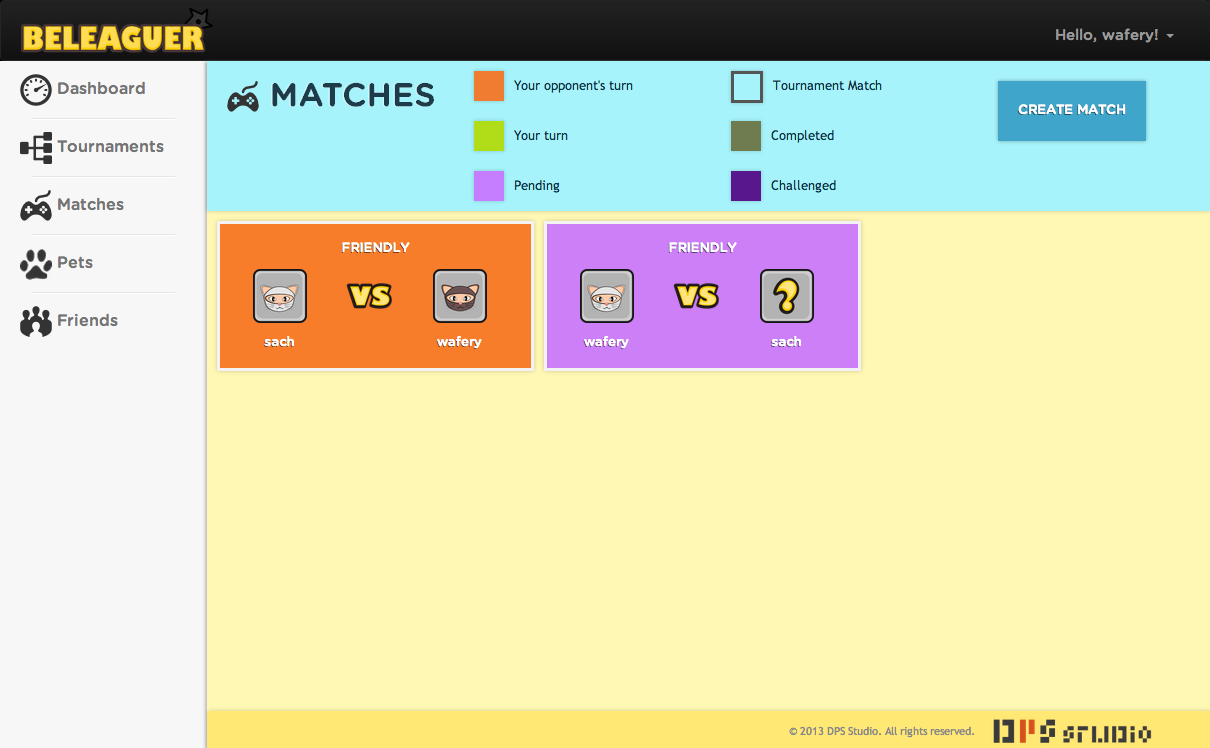 BELEAGUER
Hello, wafery!
Dashboard
Tournaments
Matches
Pets
Friends
MATCHES
Your opponent's turn
Your turn
Pending
Tournament Match
Completed
Challenged
CREATE MATCH
FRIENDLY
VS
sach
wafery
FRIENDLY
VS
?
wafery
sach
© 2013 DPS Studio. All rights reserved.
DPS STUDIO